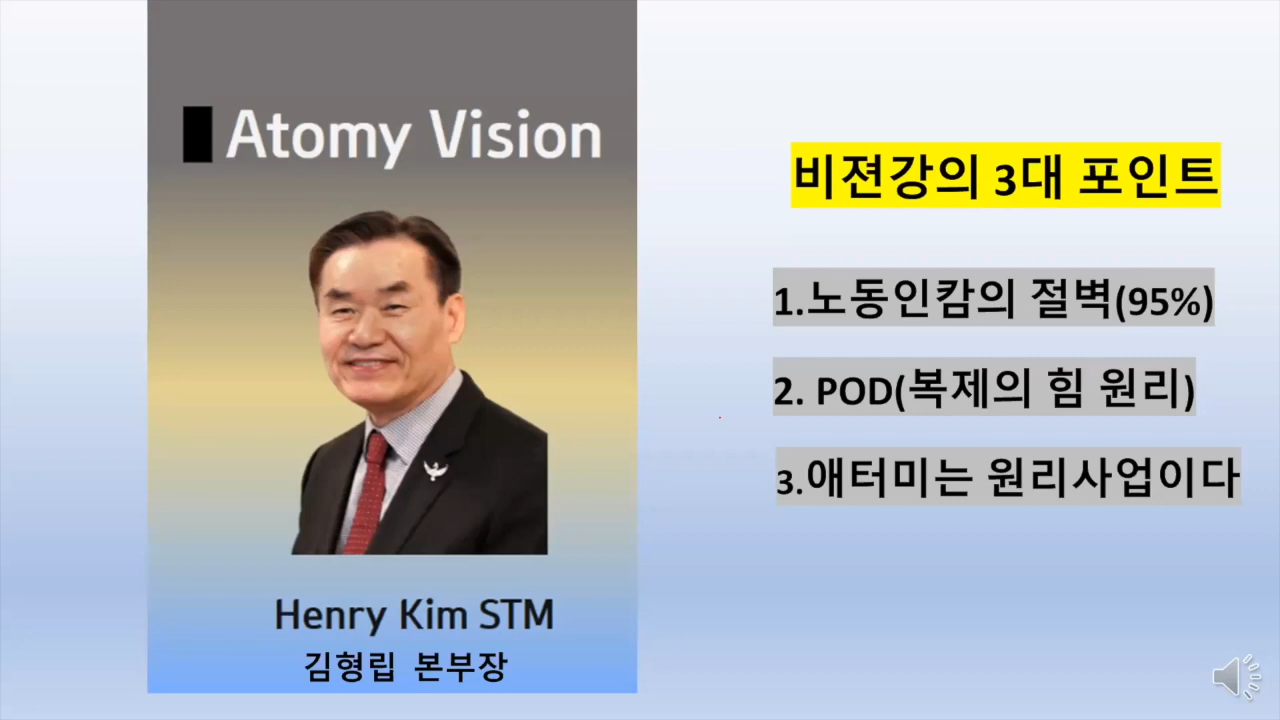 Atomy Vision
Henry Kim STM
김형립 본부장
비젼강의 3대 포인트
1.노동인캄의 절벽(95%)
2. POD(복제의 힘 원리)
3.애터미는 원리사업이다